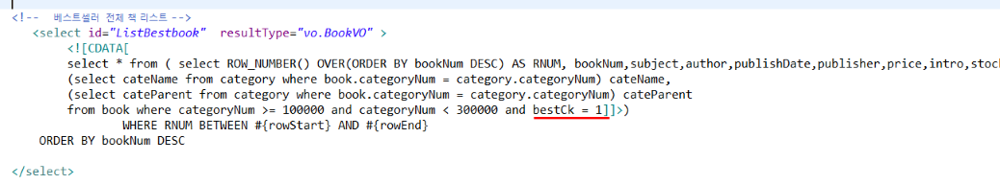 <!--  베스트셀러 전체 책 리스트 -->
<select id="ListBestbook"  resultType="vo.BookVO" >
<![CDATA[
select * from ( select ROW_NUMBER() OVER(ORDER BY bookNum DESC) AS RNUM, bookNum,subject,author,publishDate,publisher,price,intro,stoc
(select cateName from category where book.categoryNum = category.categoryNum) cateName,
(select cateParent from category where book.categoryNum = category.categoryNum) cateParent
from book where categoryNum >= 100000 and categoryNum < 300000 and bestCk = 1]]>)
WHERE RNUM BETWEEN #{rowStart} AND #{rowEnd}
ORDER BY bookNum DESC
</select>